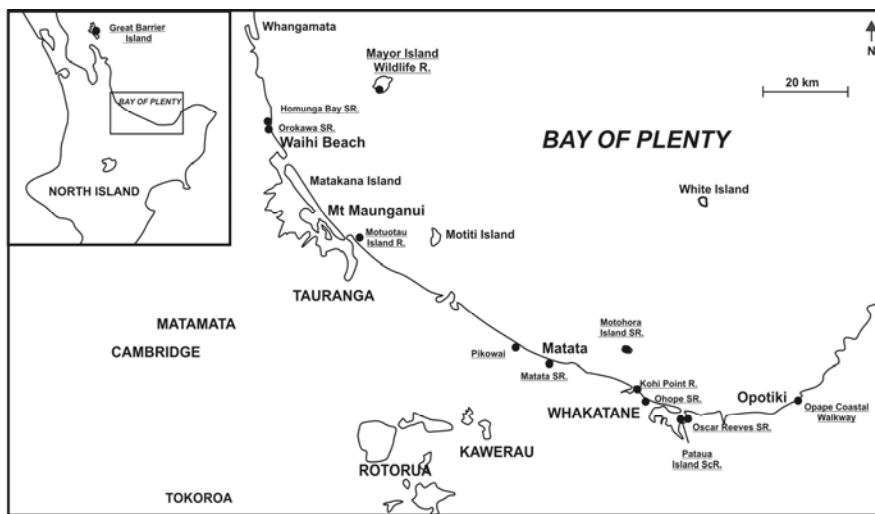 Great Barrier
Island
BAY OF PLENTY
NORTH ISLAND
Whangamata
Mayor Island
Wildlife R.
N
20 km
Homunga Bay SR.
Orokawa SR.
Waihi Beach
BAY OF PLENTY
Matakana Island
White Island
Mt Maunganui
Motuotau
Island R.
Motiti Island
TAURANGA
MATAMATA
CAMBRIDGE
Motohora
Island SR.
Pikowai
Matata
Matata SR.
Kohi Point R.
Ohope SR.
WHAKATANE
Opotiki
Opape Coastal
Walkway
Oscar Reeves SR.
Pataua
Island ScR.
KAWERAU
ROTORUA
TOKOROA